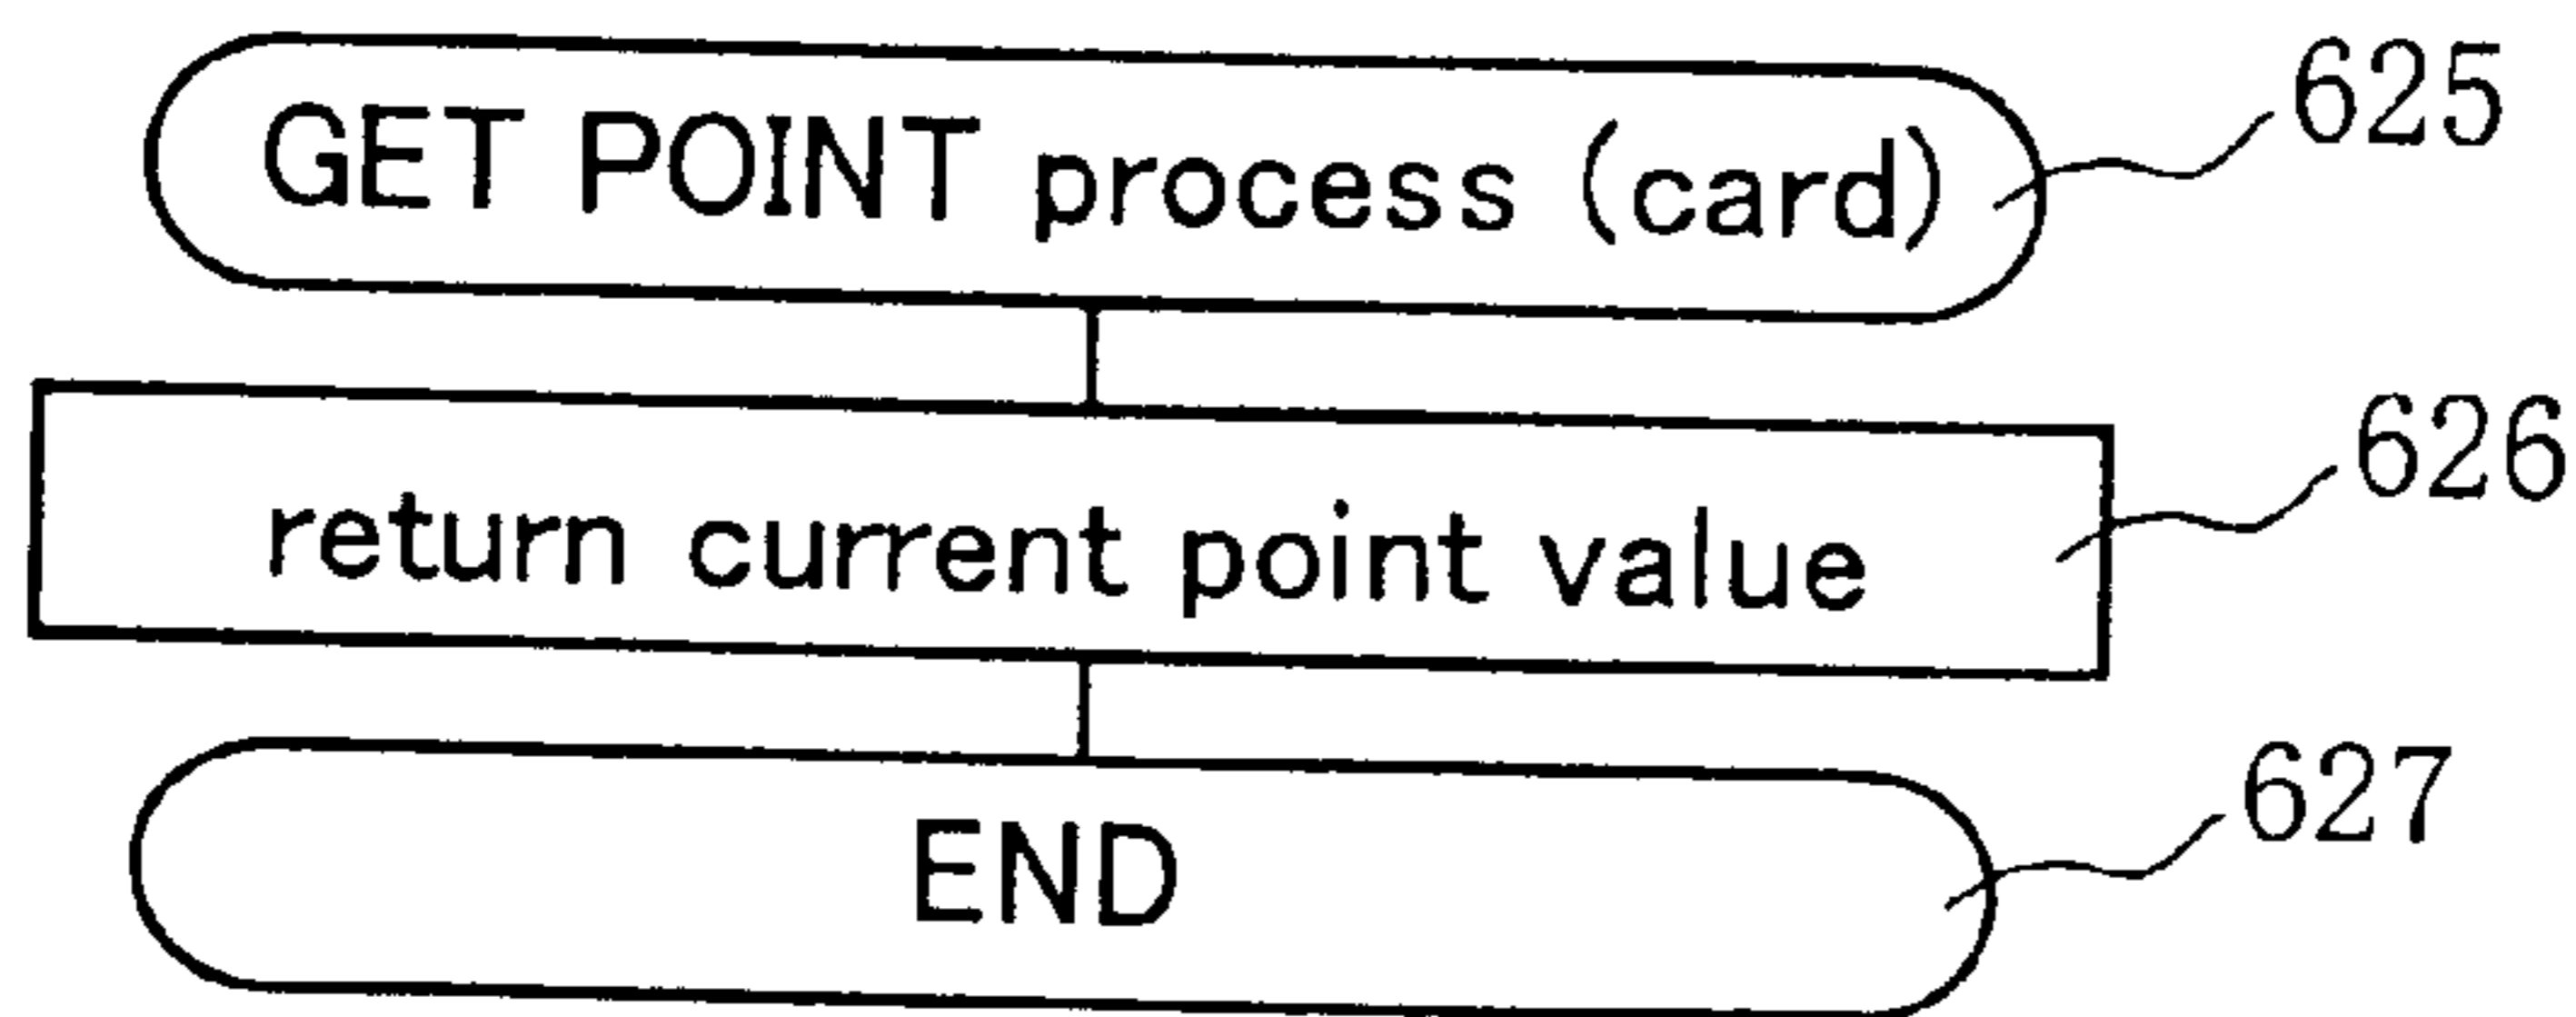 GET POINT process (card)
625
return current point value
626
END
627